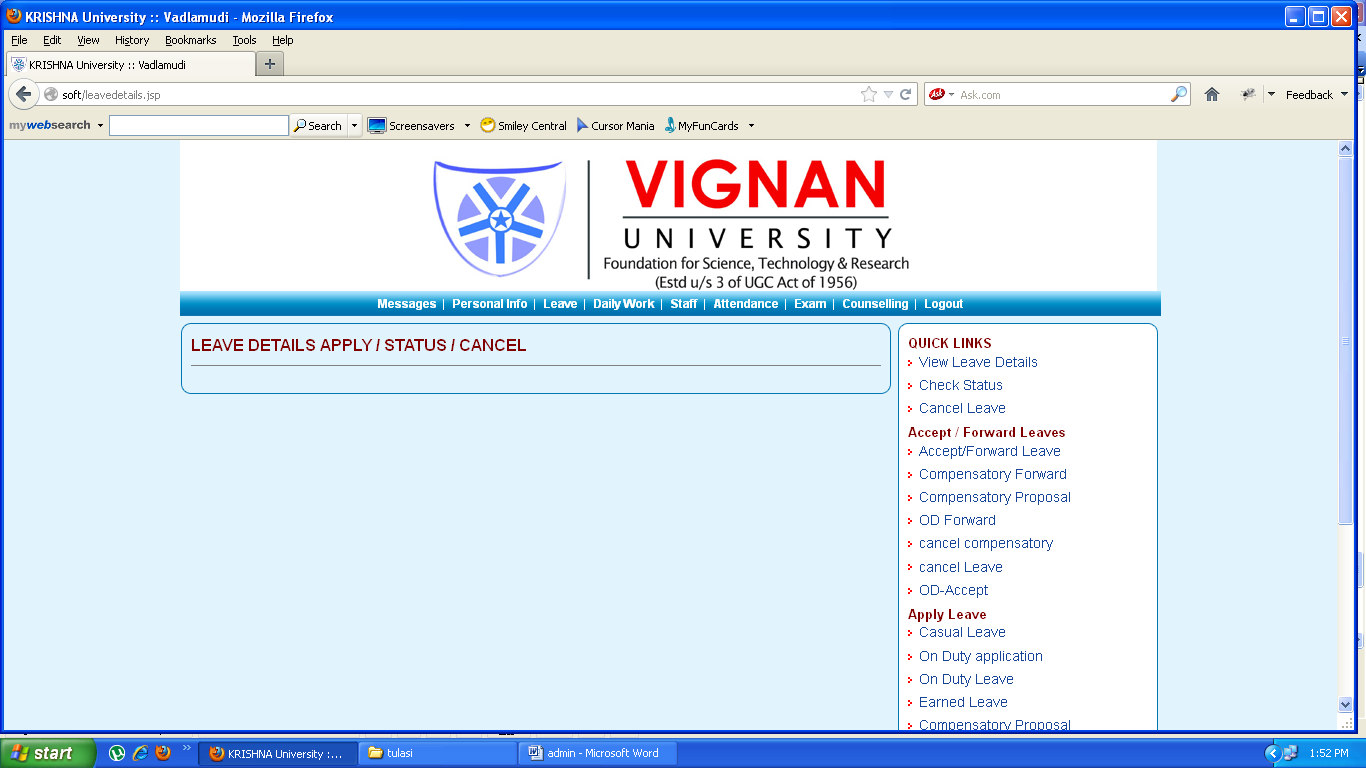 KRISHNA University :: Vadlamudi - Mozilla Firefox
File Edit View History Bookmarks Tools Help
KRISHNA University :: Vadlamudi
soft/leavedetails.jsp
Ask Ask.com
Feedback
mywebsearch Search Screensavers Smiley Central Cursor Mania MyFunCards
VIGNAN
UNIVERSITY
Foundation for Science, Technology & Research
(Estd u/s 3 of UGC Act of 1956)
Messages | Personal Info | Leave | Daily Work | Staff | Attendance | Exam | Counselling | Logout
LEAVE DETAILS APPLY / STATUS / CANCEL
QUICK LINKS
View Leave Details
Check Status
Cancel Leave
Accept / Forward Leaves
Accept/Forward Leave
Compensatory Forward
Compensatory Proposal
OD Forward
cancel compensatory
cancel Leave
OD-Accept
Apply Leave
Casual Leave
On Duty application
On Duty Leave
Earned Leave
Compensatory Proposal
start KRISHNA University :... tulasi admin - Microsoft Word 1:52 PM